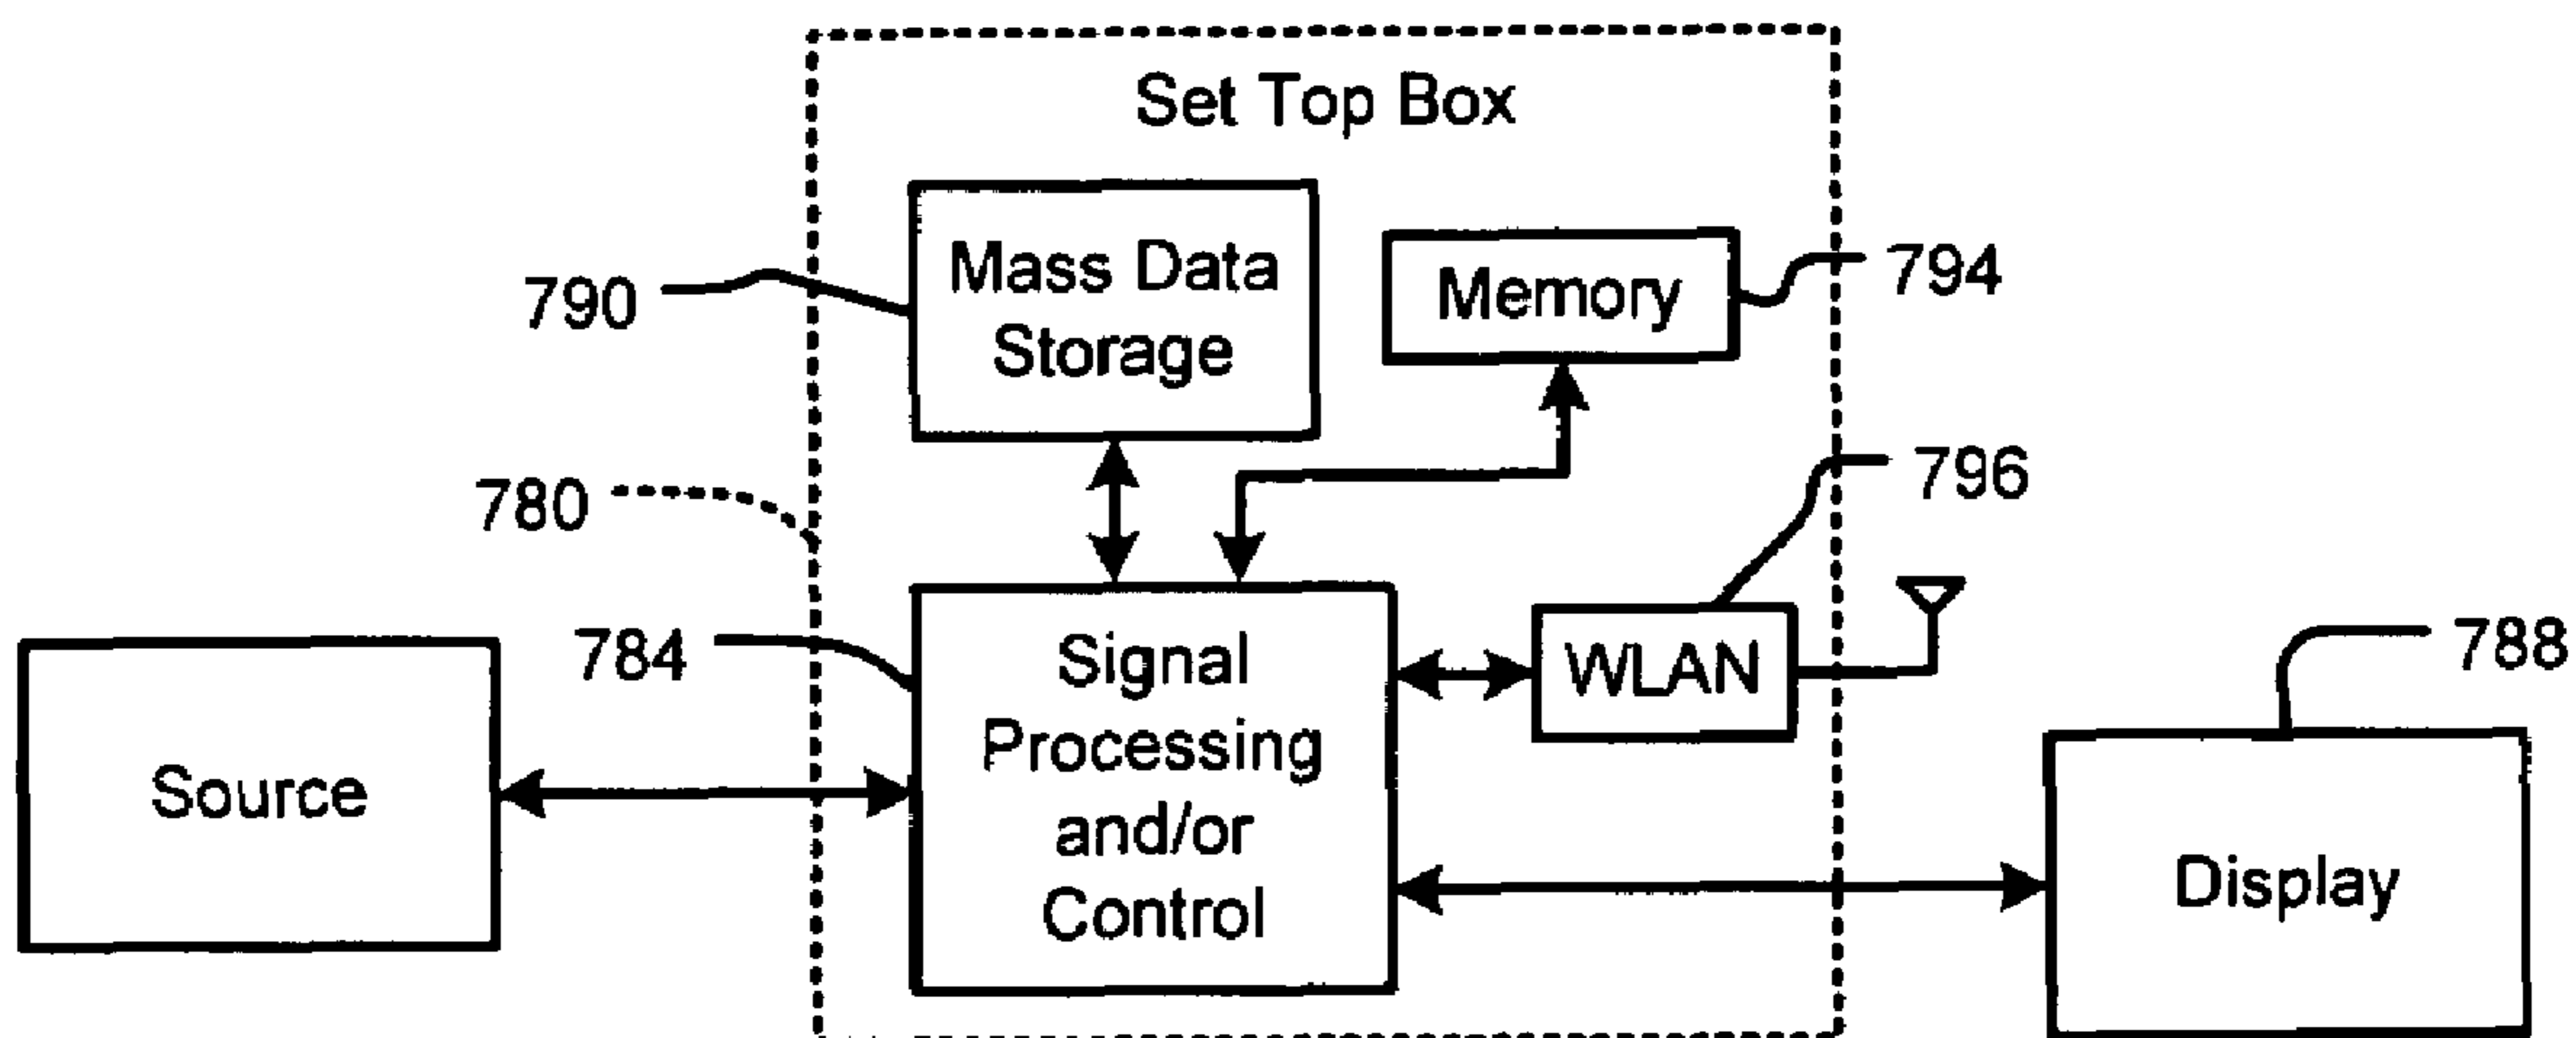 Set Top Box
Mass Data
Storage
790
Memory
794
780
796
784
Signal
Processing
and/or
Control
WLAN
788
Source
Display